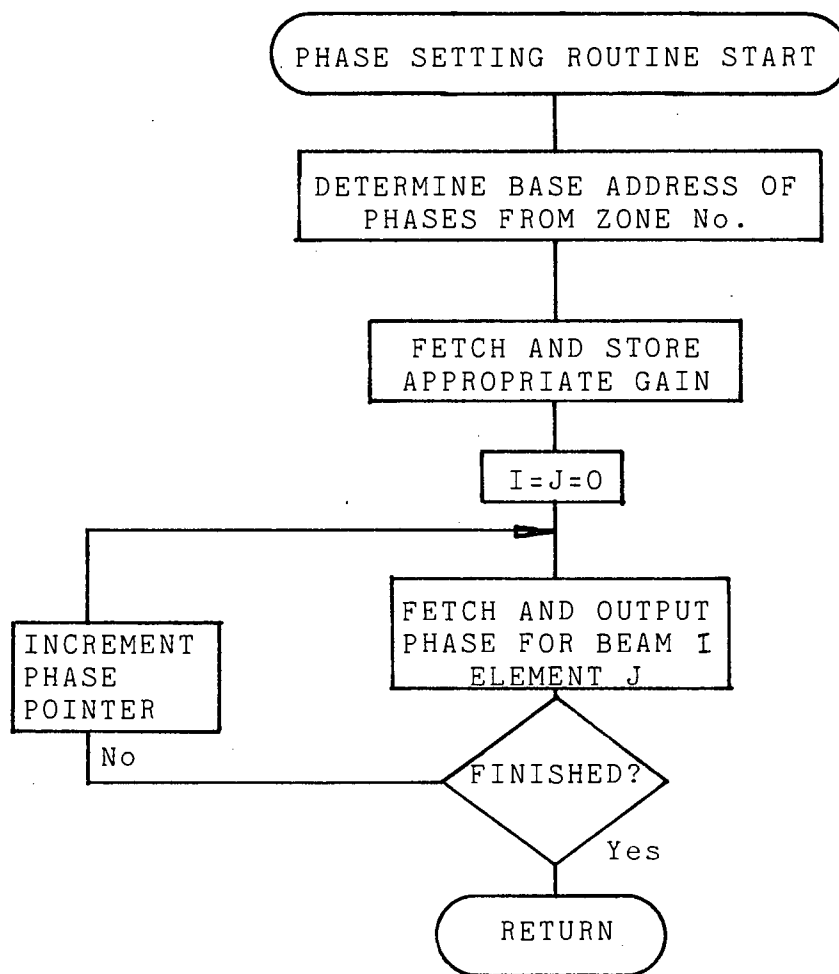 PHASE SETTING ROUTINE START
DETERMINE BASE ADDRESS OF
PHASES FROM ZONE No.
FETCH AND STORE
APPROPRIATE GAIN
I=J=0
FETCH AND OUTPUT
PHASE FOR BEAM I
ELEMENT J
INCREMENT
PHASE
POINTER
No
FINISHED?
Yes
RETURN